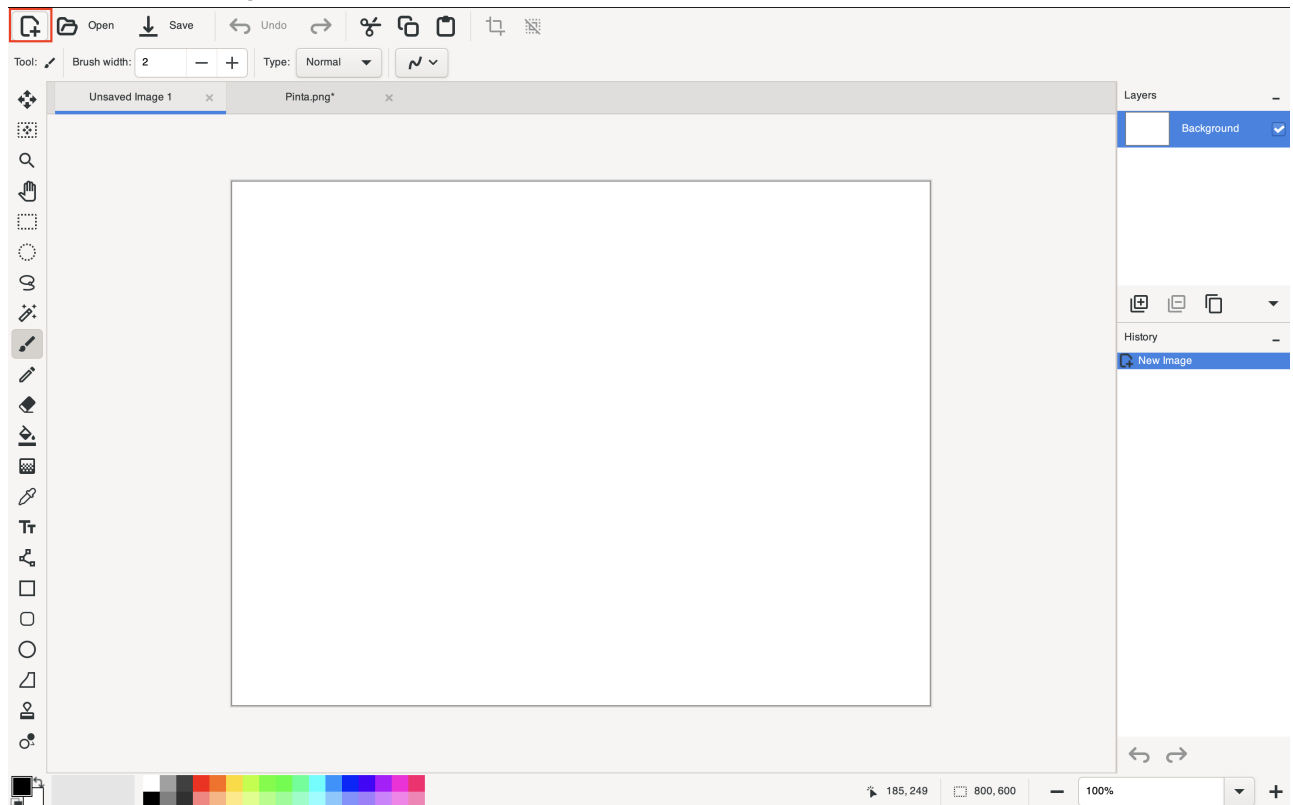 Open Save Undo
Tool: Brush width: 2 Type: Normal
Unsaved Image 1 Pinta.png*
Layers
Background
History
New Image
185, 249 800, 600 100%